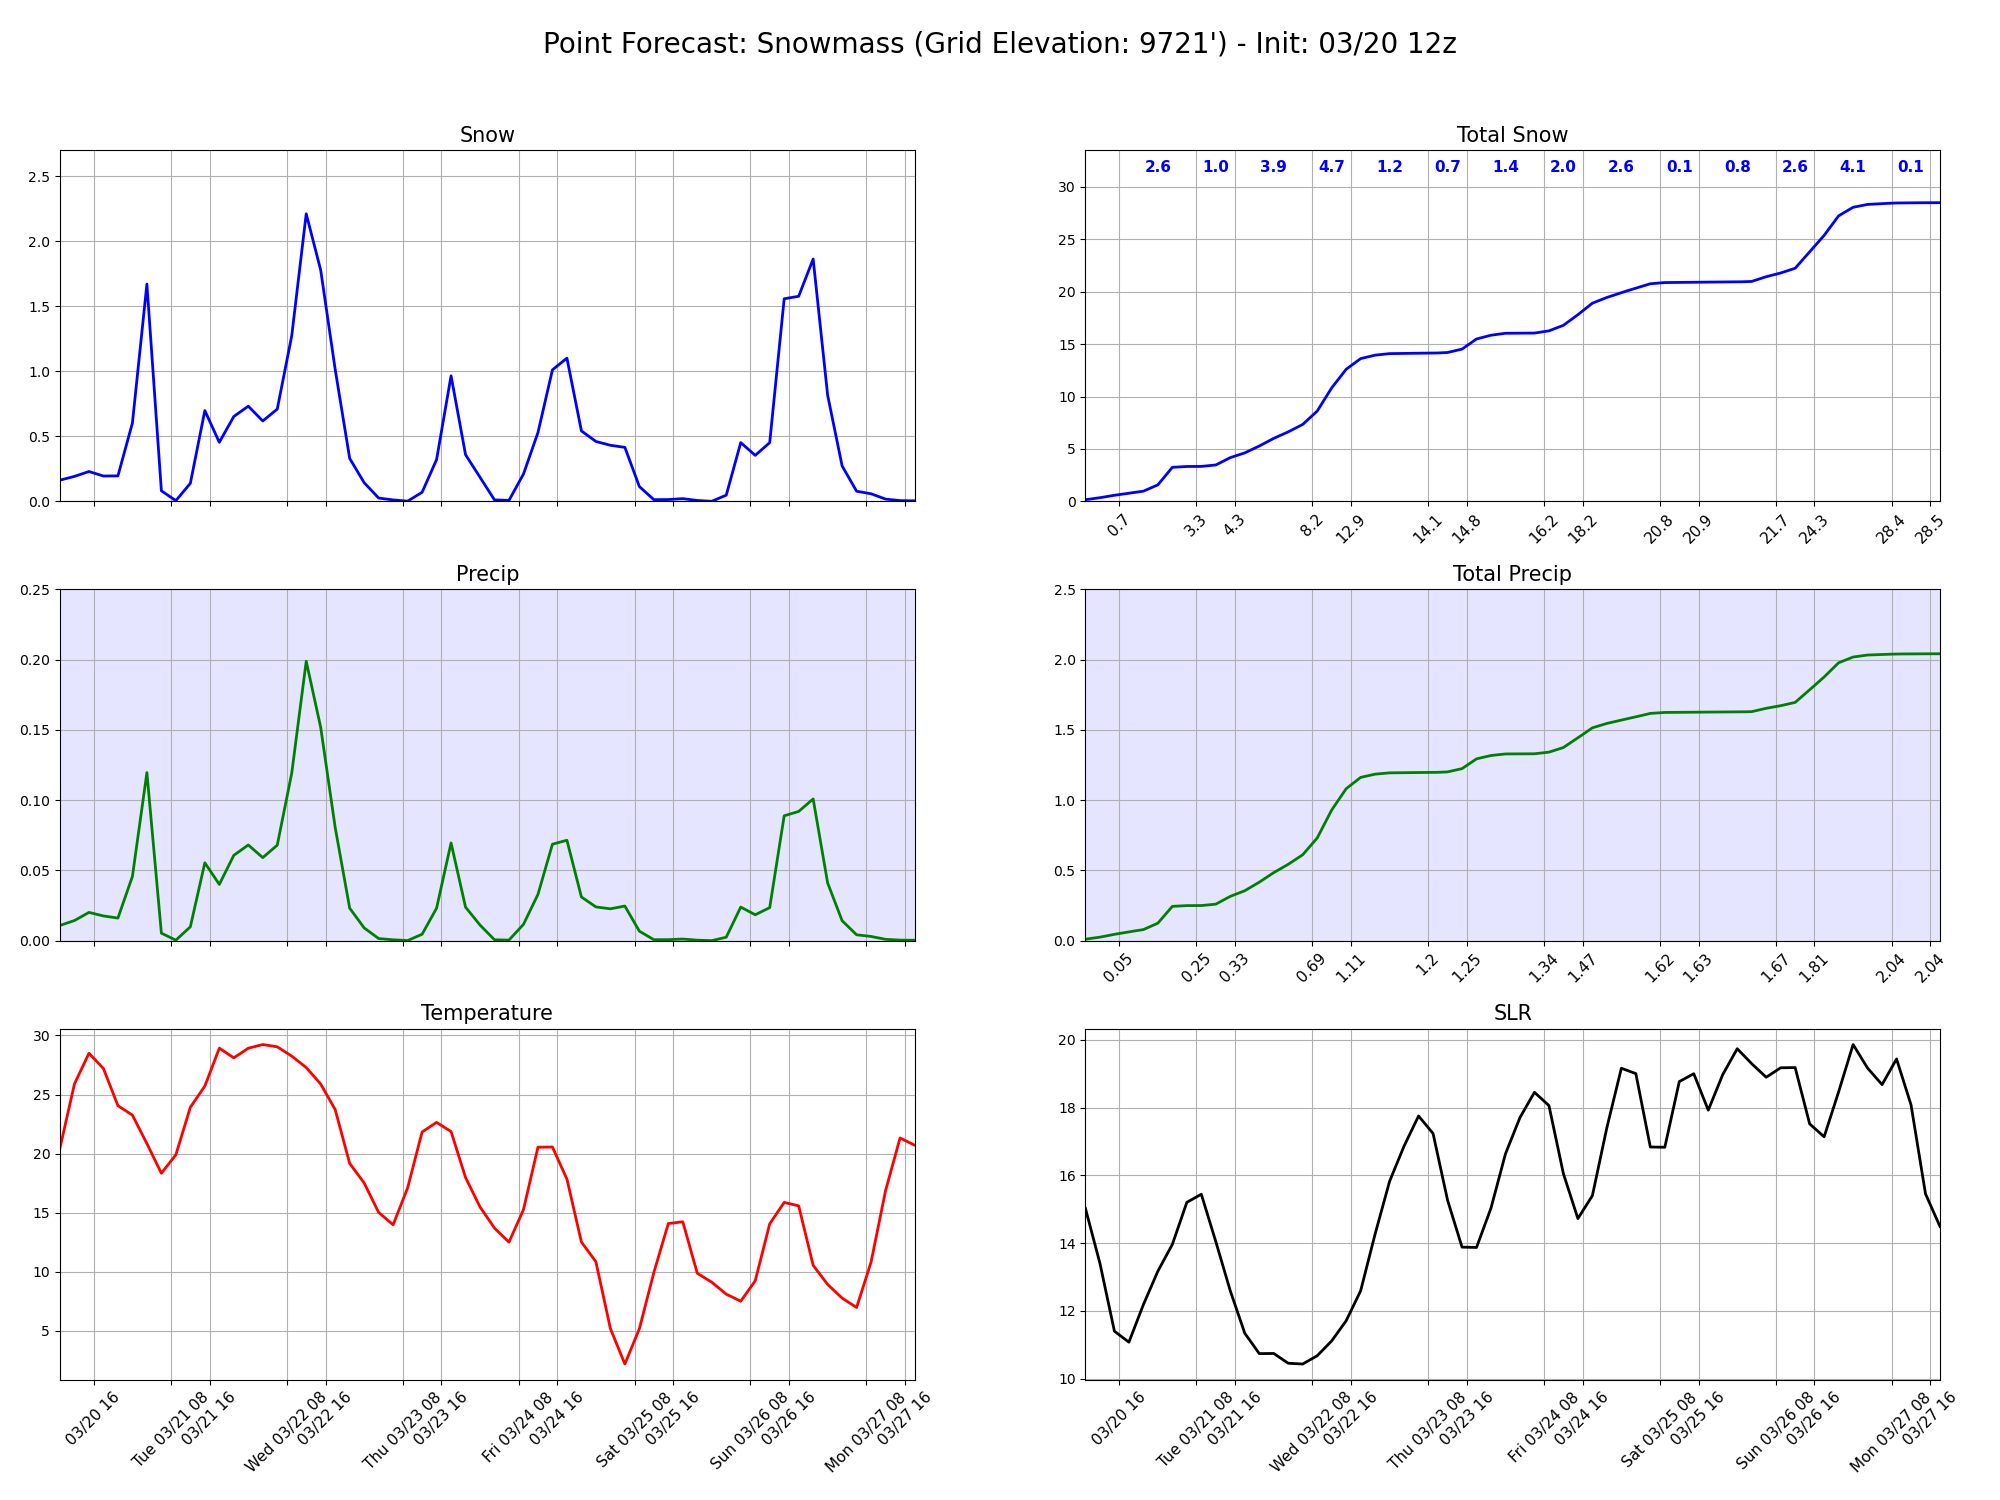 Point Forecast: Snowmass (Grid Elevation: 9721') - Init: 03/20 12z
Snow
2.5
2.0
1.5
1.0
0.5
0.0
Total Snow
2.6 1.0 3.9 4.7 1.2 0.7 1.4 2.0 2.6 0.1 0.8 2.6 4.1 0.1
30
25
20
15
10
5
0
0.7 3.3 4.3 8.2 12.9 14.1 14.8 16.2 18.2 20.8 20.9 21.7 24.3 28.4 28.5
Precip
0.25
0.20
0.15
0.10
0.05
0.00
Total Precip
2.5
2.0
1.5
1.0
0.5
0.0
0.05 0.25 0.33 0.69 1.11 1.2 1.25 1.34 1.47 1.62 1.63 1.67 1.81 2.04 2.04
Temperature
30
25
20
15
10
5
03/20 16
Tue 03/21 08
03/21 16
Wed 03/22 08
03/22 16
Thu 03/23 08
03/23 16
Fri 03/24 08
03/24 16
Sat 03/25 08
03/25 16
Sun 03/26 08
03/26 16
Mon 03/27 08
03/27 16
SLR
20
18
16
14
12
10
03/20 16
Tue 03/21 08
03/21 16
Wed 03/22 08
03/22 16
Thu 03/23 08
03/23 16
Fri 03/24 08
03/24 16
Sat 03/25 08
03/25 16
Sun 03/26 08
03/26 16
Mon 03/27 08
03/27 16